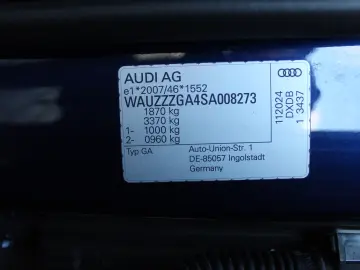 AUDI AG
e1*2007/46*1552
WAUZZZGA4SA008273
1870 kg
3370 kg
1- 1000 kg
2- 0960 kg
Typ GA
Auto-Union-Str. 1
DE-85057 Ingolstadt
Germany
112024
DXDB
1 3437